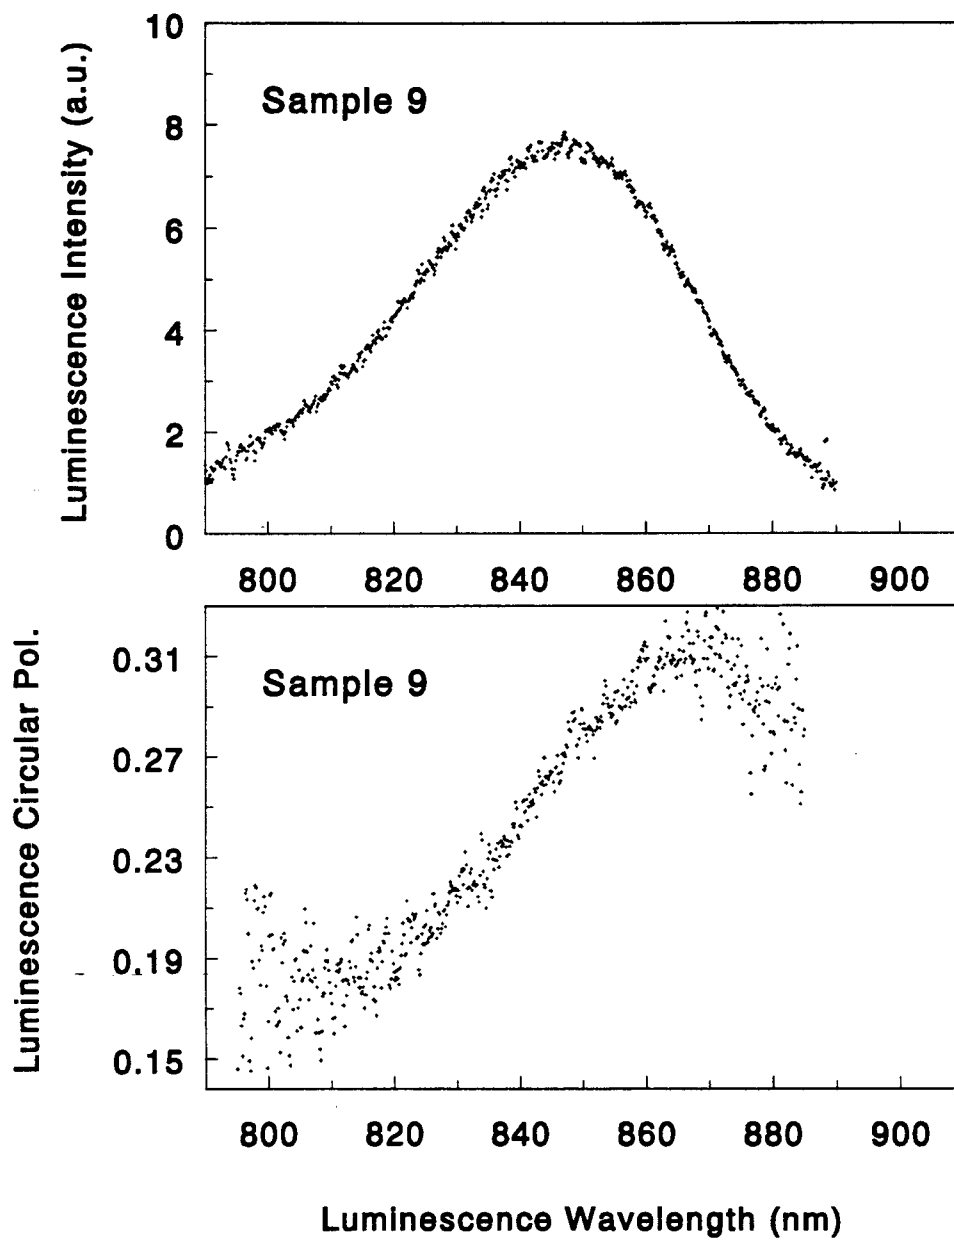 Luminescence Intensity (a.u.)
10
8
6
4
2
0
Sample 9
800 820 840 860 880 900
Luminescence Circular Pol.
0.31
0.27
0.23
0.19
0.15
Sample 9
800 820 840 860 880 900
Luminescence Wavelength (nm)